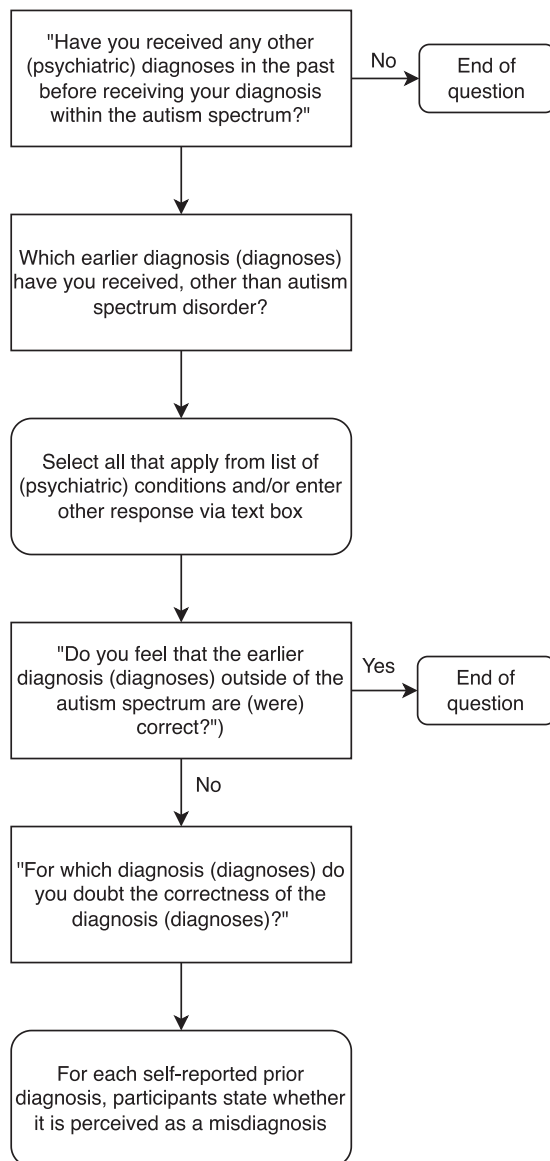 "Have you received any other
(psychiatric) diagnoses in the past
before receiving your diagnosis
within the autism spectrum?"
No
End of
question
Which earlier diagnosis (diagnoses)
have you received, other than autism
spectrum disorder?
Select all that apply from list of
(psychiatric) conditions and/or enter
other response via text box
"Do you feel that the earlier
diagnosis (diagnoses) outside of the
autism spectrum are (were)
correct?")
Yes
End of
question
No
"For which diagnosis (diagnoses) do
you doubt the correctness of the
diagnosis (diagnoses)?"
For each self-reported prior
diagnosis, participants state whether
it is perceived as a misdiagnosis